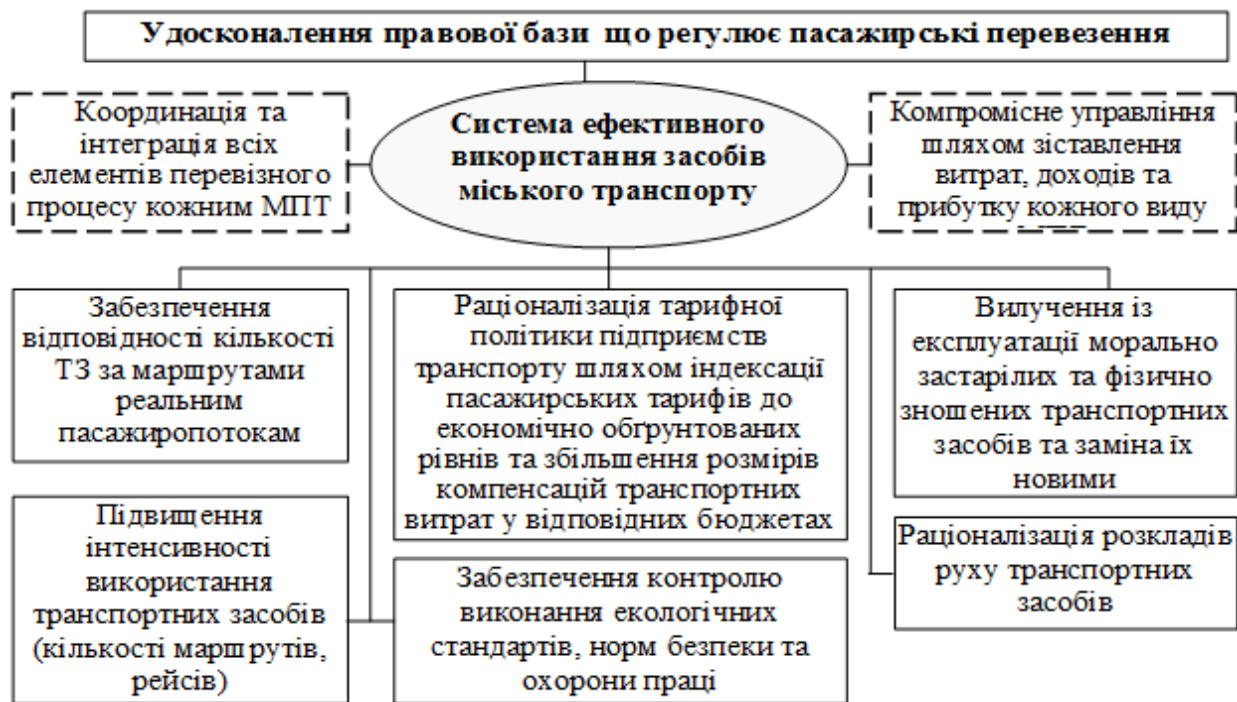 Удосконалення правової бази що регулює пасажирські перевезення
Координація та
інтеграція всіх
елементів перевізного
процесу кожним МПТ
Система ефективного
використання засобів
міського транспорту
Компромісне управління
шляхом зіставлення
витрат, доходів та
прибутку кожного виду
Забезпечення
відповідності кількості
ТЗ за маршрутами
реальним
пасажиропотокам
Раціоналізація тарифної
політики підприємств
транспорту шляхом індексації
пасажирських тарифів до
економічно обґрунтованих
рівнів та збільшення розмірів
компенсацій транспортних
витрат у відповідних бюджетах
Вилучення із
експлуатації морально
застарілих та фізично
зношених транспортних
засобів та заміна їх
новими
Підвищення
інтенсивності
використання
транспортних засобів
(кількості маршрутів,
рейсів)
Забезпечення контролю
виконання екологічних
стандартів, норм безпеки та
охорони праці
Раціоналізація розкладів
руху транспортних
засобів